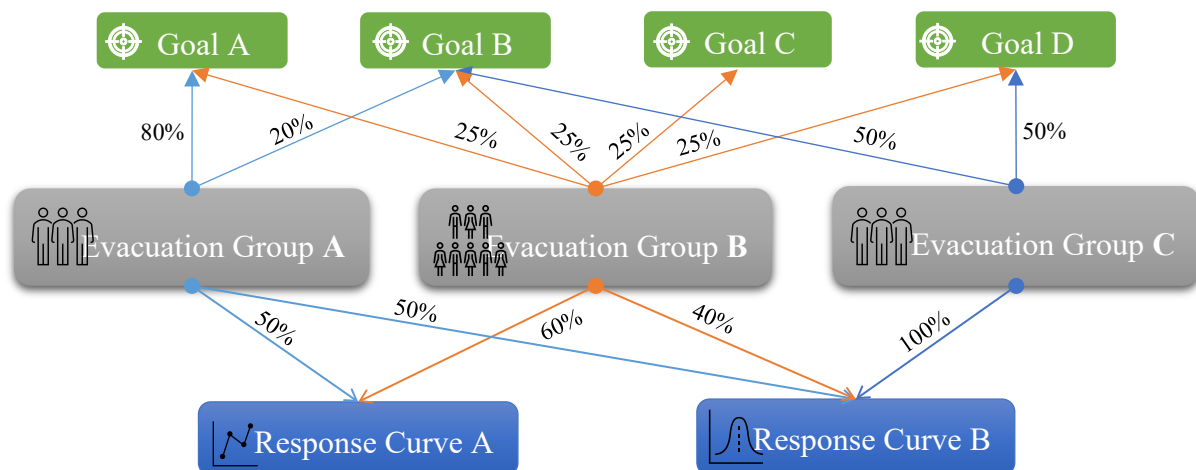 Goal A
Goal B
Goal C
Goal D
80%
20%
25%
25%
25%
25%
50%
50%
Evacuation Group A
Evacuation Group B
Evacuation Group C
50%
50%
60%
40%
100%
Response Curve A
Response Curve B